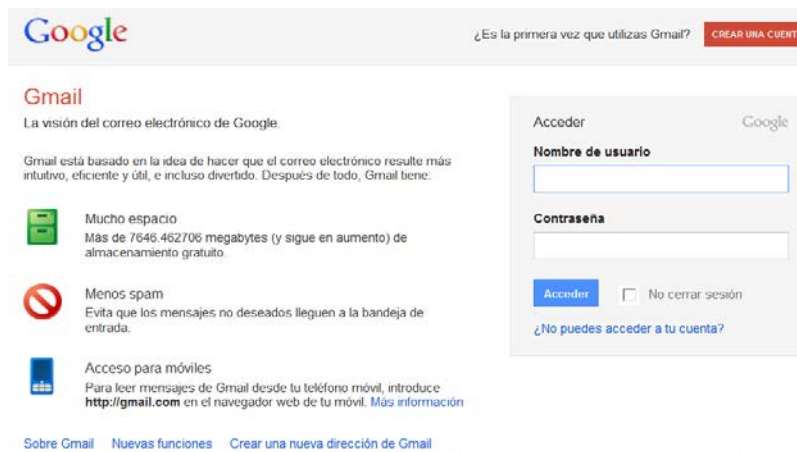 Google
¿Es la primera vez que utilizas Gmail?
CREAR UNA CUENT
Gmail
La visión del correo electrónico de Google.
Gmail está basado en la idea de hacer que el correo electrónico resulte más
intuitivo, eficiente y útil, e incluso divertido. Después de todo, Gmail tiene:
Mucho espacio
Más de 7646.462706 megabytes (y sigue en aumento) de
almacenamiento gratuito.
Menos spam
Evita que los mensajes no deseados lleguen a la bandeja de
entrada.
Acceso para móviles
Para leer mensajes de Gmail desde tu teléfono móvil, introduce
http://gmail.com en el navegador web de tu móvil. Más información
Sobre Gmail Nuevas funciones Crear una nueva dirección de Gmail
Acceder Google
Nombre de usuario
Contraseña
Acceder No cerrar sesión
¿No puedes acceder a tu cuenta?